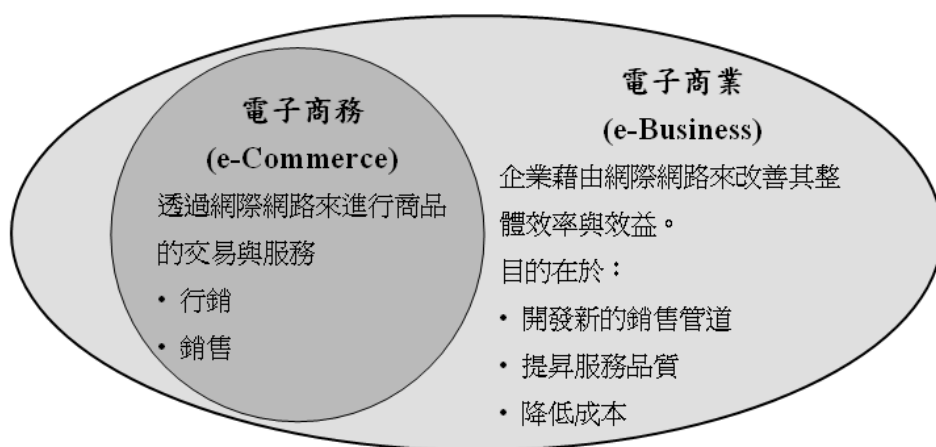 電子商務
(e-Commerce)
透過網際網路來進行商品
的交易與服務
• 行銷
• 銷售
電子商業
(e-Business)
企業藉由網際網路來改善其整
體效率與效益。
目的在於：
• 開發新的銷售管道
• 提昇服務品質
• 降低成本